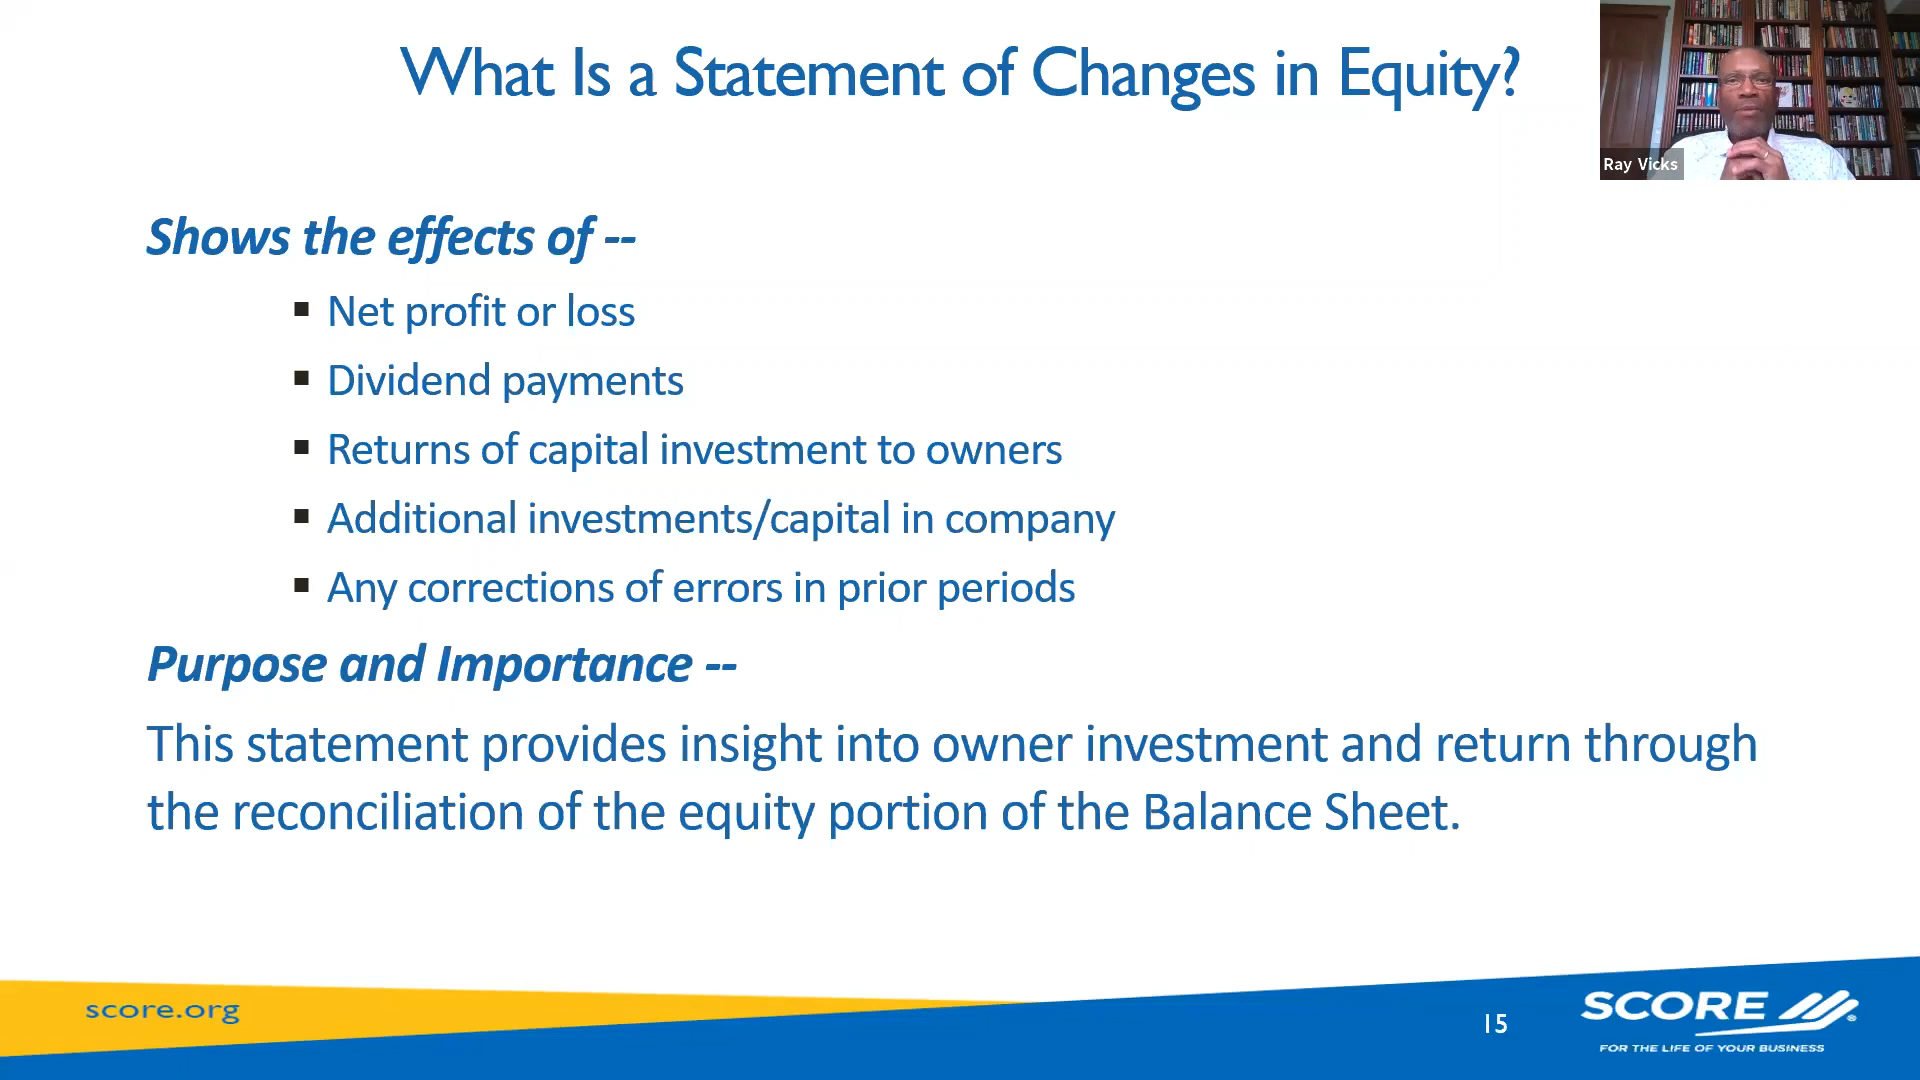 What Is a Statement of Changes in Equity?
Ray Vicks
Shows the effects of --
▪ Net profit or loss
▪ Dividend payments
▪ Returns of capital investment to owners
▪ Additional investments/capital in company
▪ Any corrections of errors in prior periods
Purpose and Importance --
This statement provides insight into owner investment and return through
the reconciliation of the equity portion of the Balance Sheet.
score.org
15
SCORE ®
FOR THE LIFE OF YOUR BUSINESS